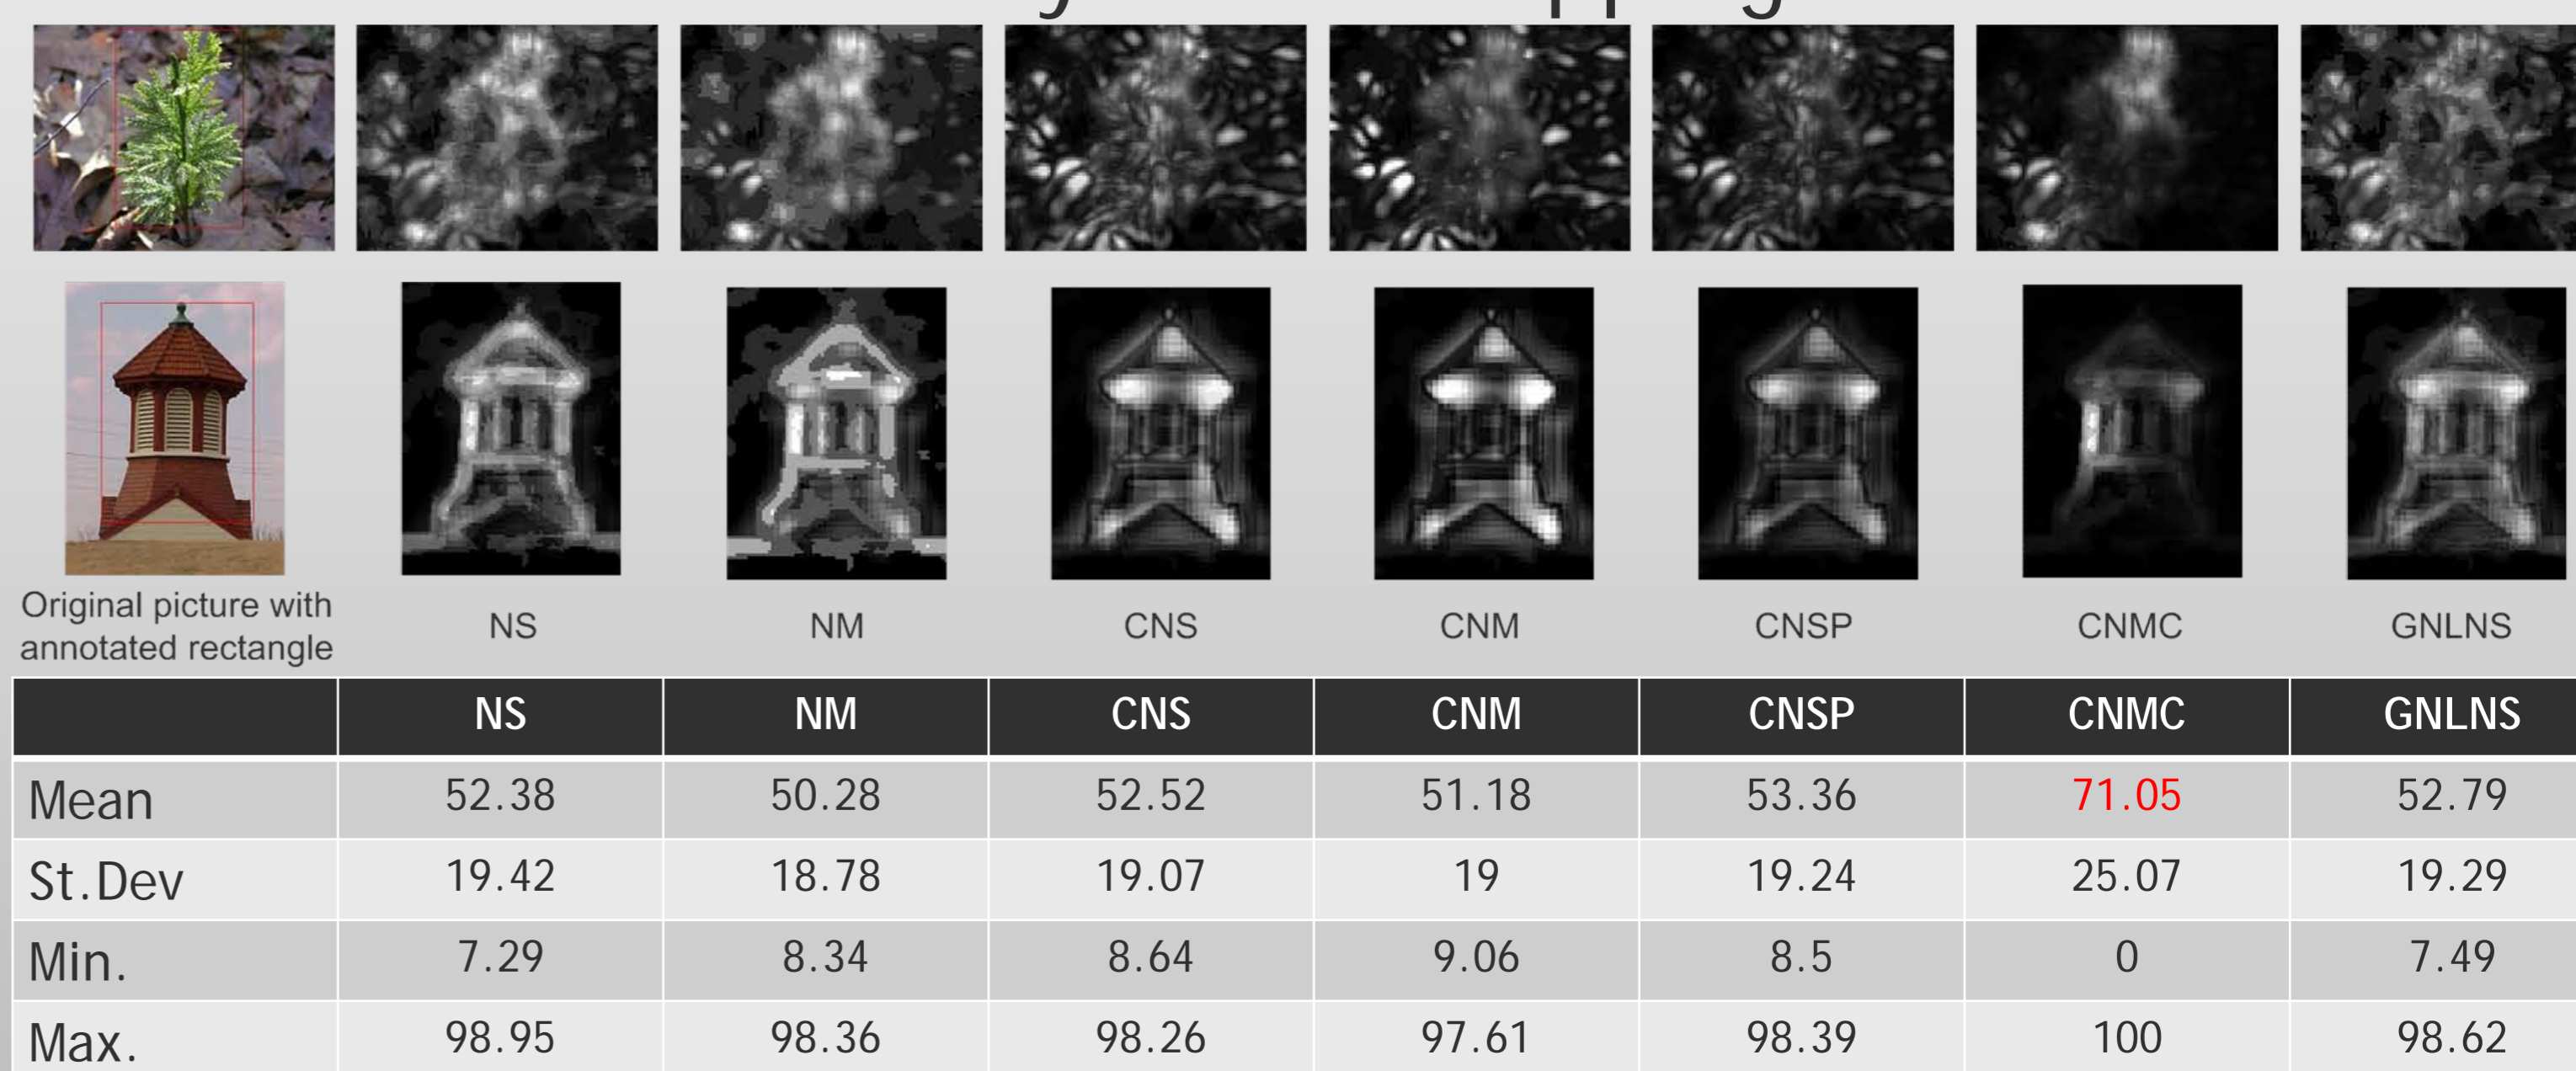 Original picture with
annotated rectangle
NS NM CNS CNM CNSP CNMC GNLNS
NS NM CNS CNM CNSP CNMC GNLNS
Mean 52.38 50.28 52.52 51.18 53.36 71.05 52.79
St.Dev 19.42 18.78 19.07 19 19.24 25.07 19.29
Min. 7.29 8.34 8.64 9.06 8.5 0 7.49
Max. 98.95 98.36 98.26 97.61 98.39 100 98.62